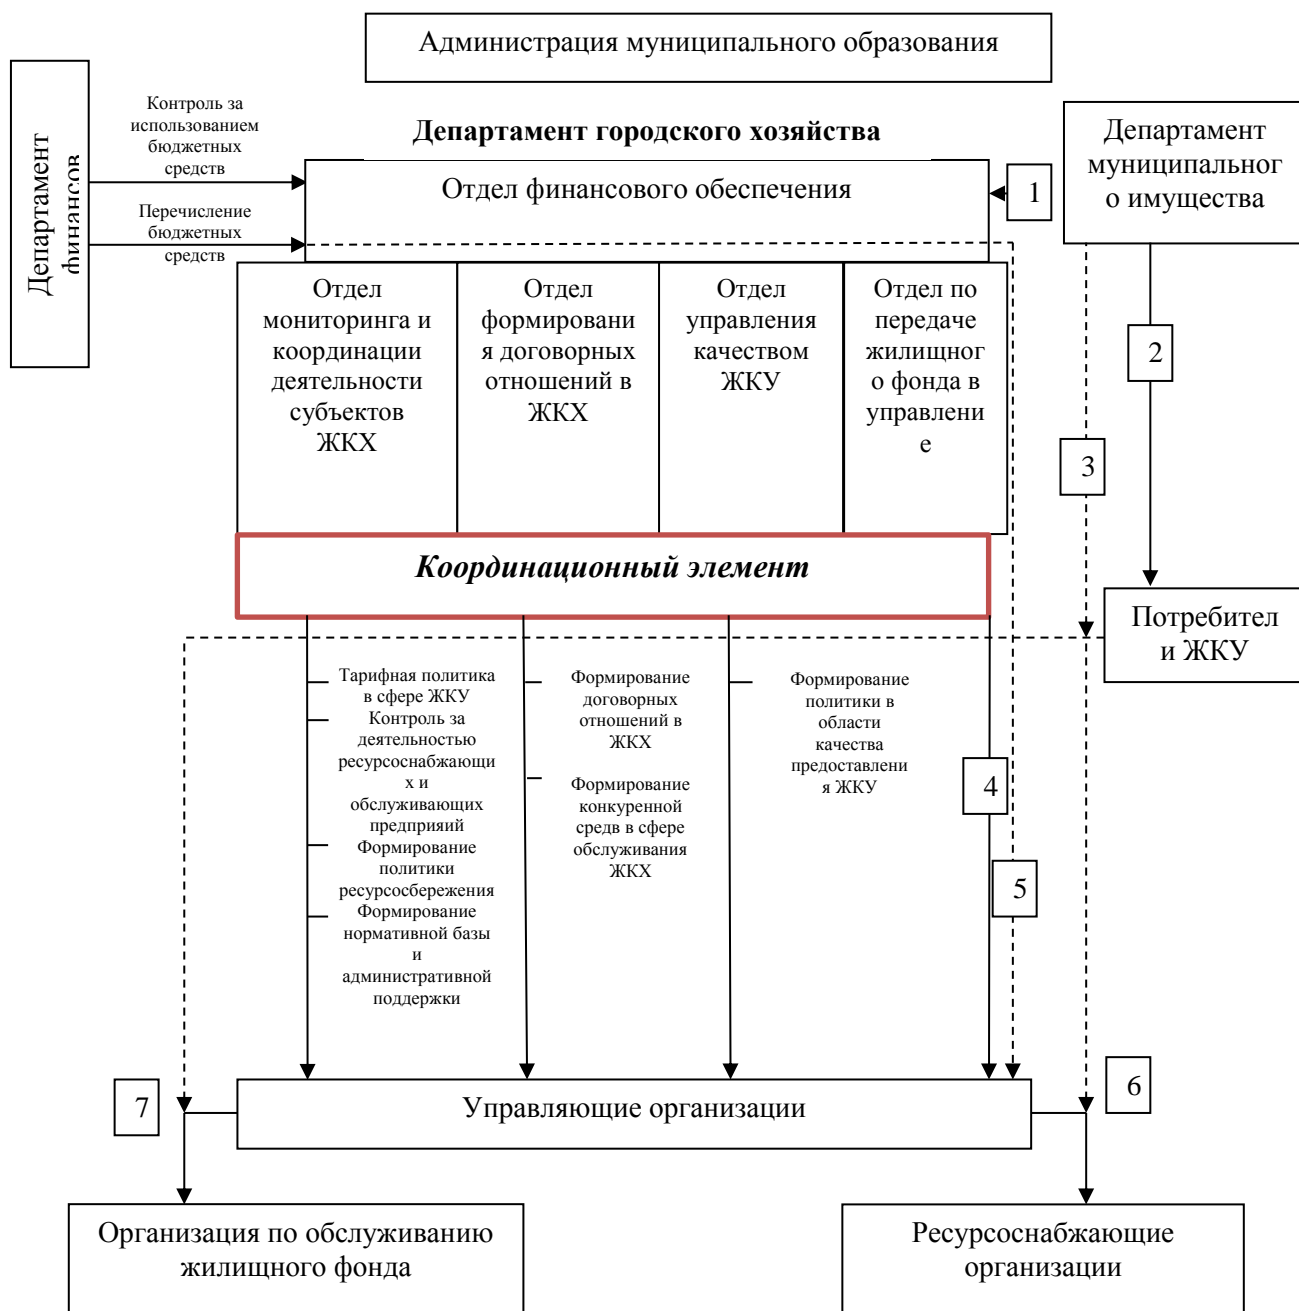 Администрация муниципального образования
Департамент
финансов
Контроль за
использованием
бюджетных
средств
Перечисление
бюджетных
средств
Департамент городского хозяйства
Отдел финансового обеспечения
1
Департамент
муниципальног
о имущества
Отдел
мониторинга и
координации
деятельности
субъектов
ЖКХ
Отдел
формировани
я договорных
отношений в
ЖКХ
Отдел
управления
качеством
ЖКУ
Отдел по
передаче
жилищног
о фонда в
управлени
е
2
3
Координационный элемент
Потребител
и ЖКУ
Тарифная политика
в сфере ЖКУ
Контроль за
деятельностью
ресурсоснабжающи
х и
обслуживающих
предприяий
Формирование
политики
ресурсосбережения
Формирование
нормативной базы
и
административной
поддержки
Формирование
договорных
отношений в
ЖКХ
Формирование
конкуренной
средв в сфере
обслуживания
ЖКХ
Формирование
политики в
области
качества
предоставлени
я ЖКУ
4
5
6
7
Управляющие организации
Организация по обслуживанию
жилищного фонда
Ресурсоснабжающие
организации